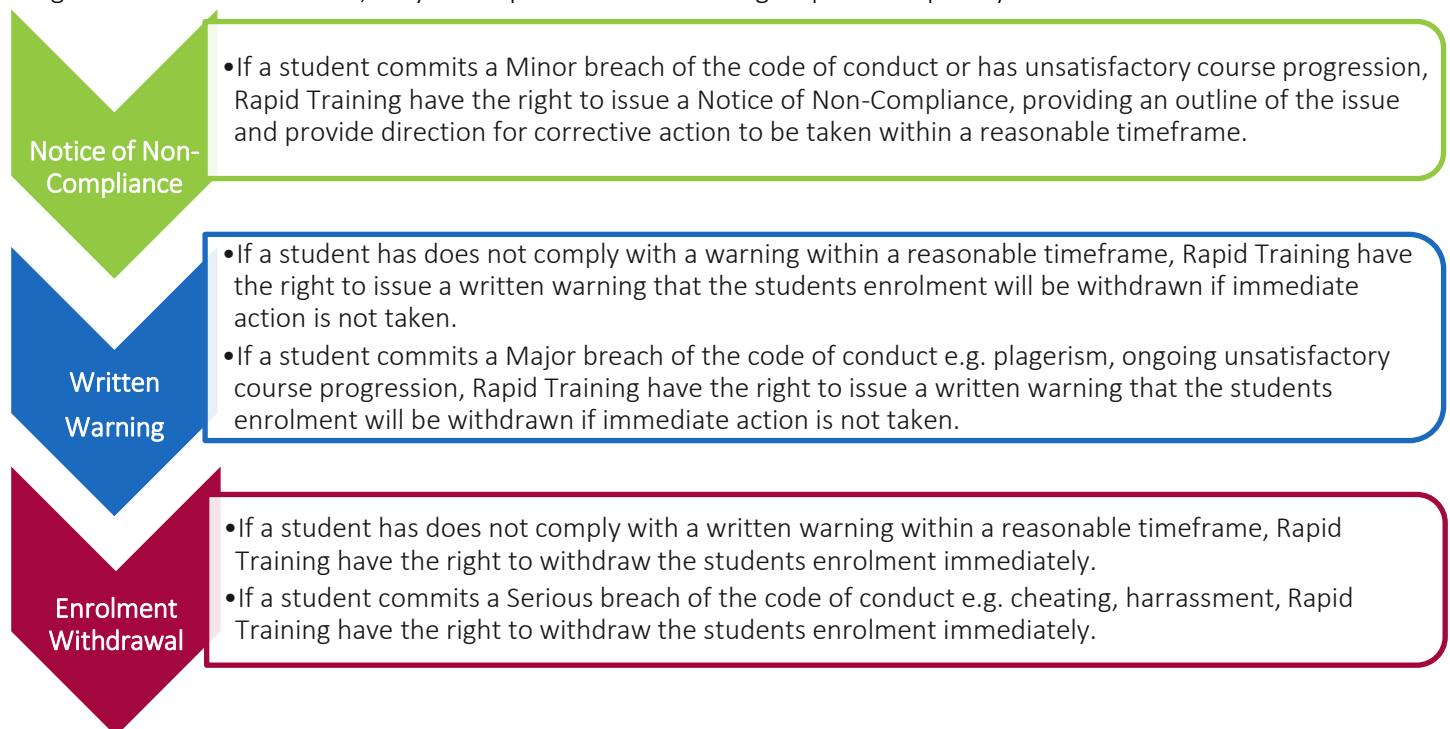 Notice of Non-
Compliance
•If a student commits a Minor breach of the code of conduct or has unsatisfactory course progression,
Rapid Training have the right to issue a Notice of Non-Compliance, providing an outline of the issue
and provide direction for corrective action to be taken within a reasonable timeframe.
Written
Warning
•If a student has does not comply with a warning within a reasonable timeframe, Rapid Training have
the right to issue a written warning that the students enrolment will be withdrawn if immediate
action is not taken.
•If a student commits a Major breach of the code of conduct e.g. plagerism, ongoing unsatisfactory
course progression, Rapid Training have the right to issue a written warning that the students
enrolment will be withdrawn if immediate action is not taken.
Enrolment
Withdrawal
•If a student has does not comply with a written warning within a reasonable timeframe, Rapid
Training have the right to withdraw the students enrolment immediately.
•If a student commits a Serious breach of the code of conduct e.g. cheating, harrassment, Rapid
Training have the right to withdraw the students enrolment immediately.